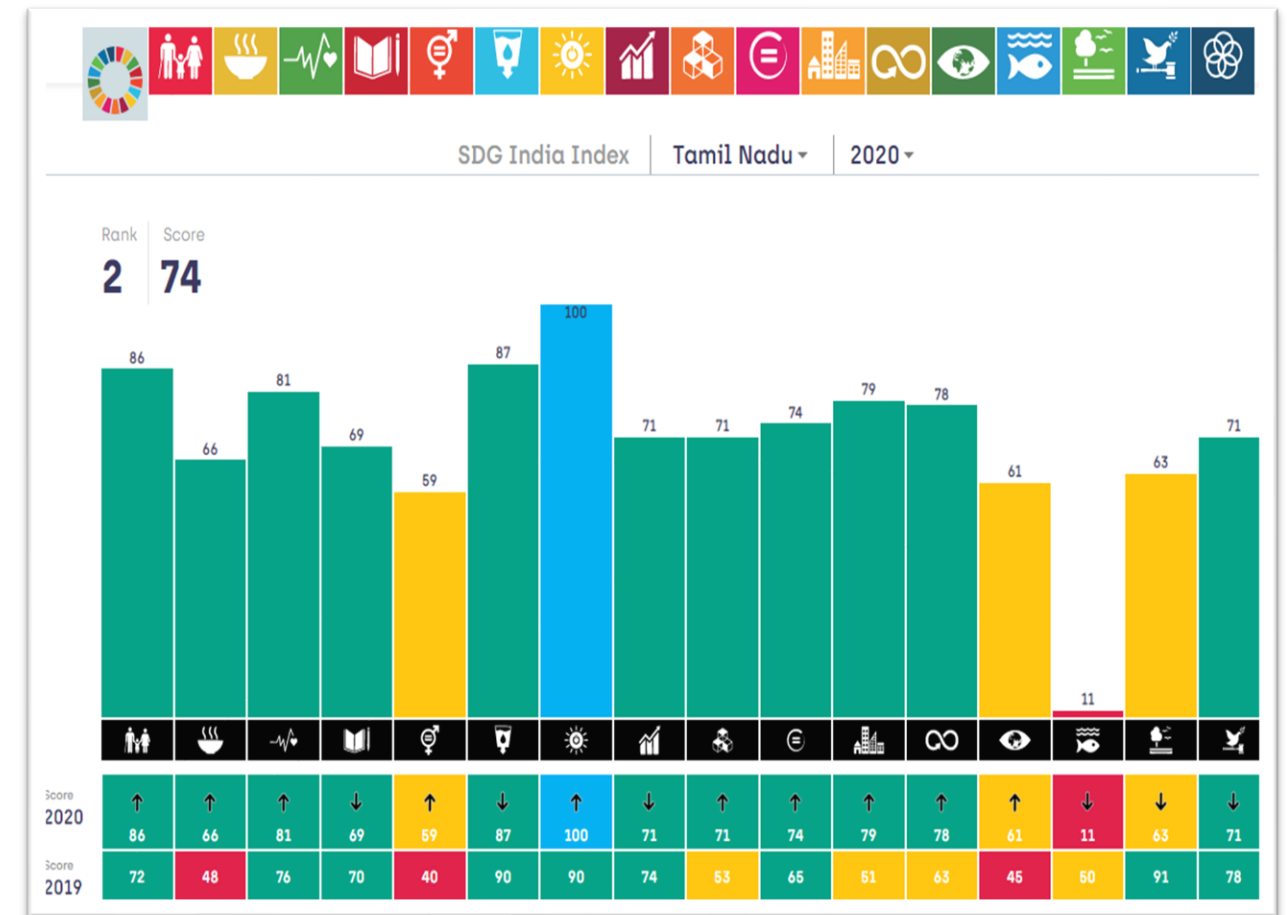 SDG India Index Tamil Nadu 2020
Rank Score
2 74
100
86 87
81
79 78
74
71 71 71
69
66
63
61
59
11
Score
2020
86 66 81 69 59 87 100 71 71 74 79 78 61 11 63 71
Score
2019
72 48 76 70 40 90 90 74 53 65 51 63 45 50 91 78